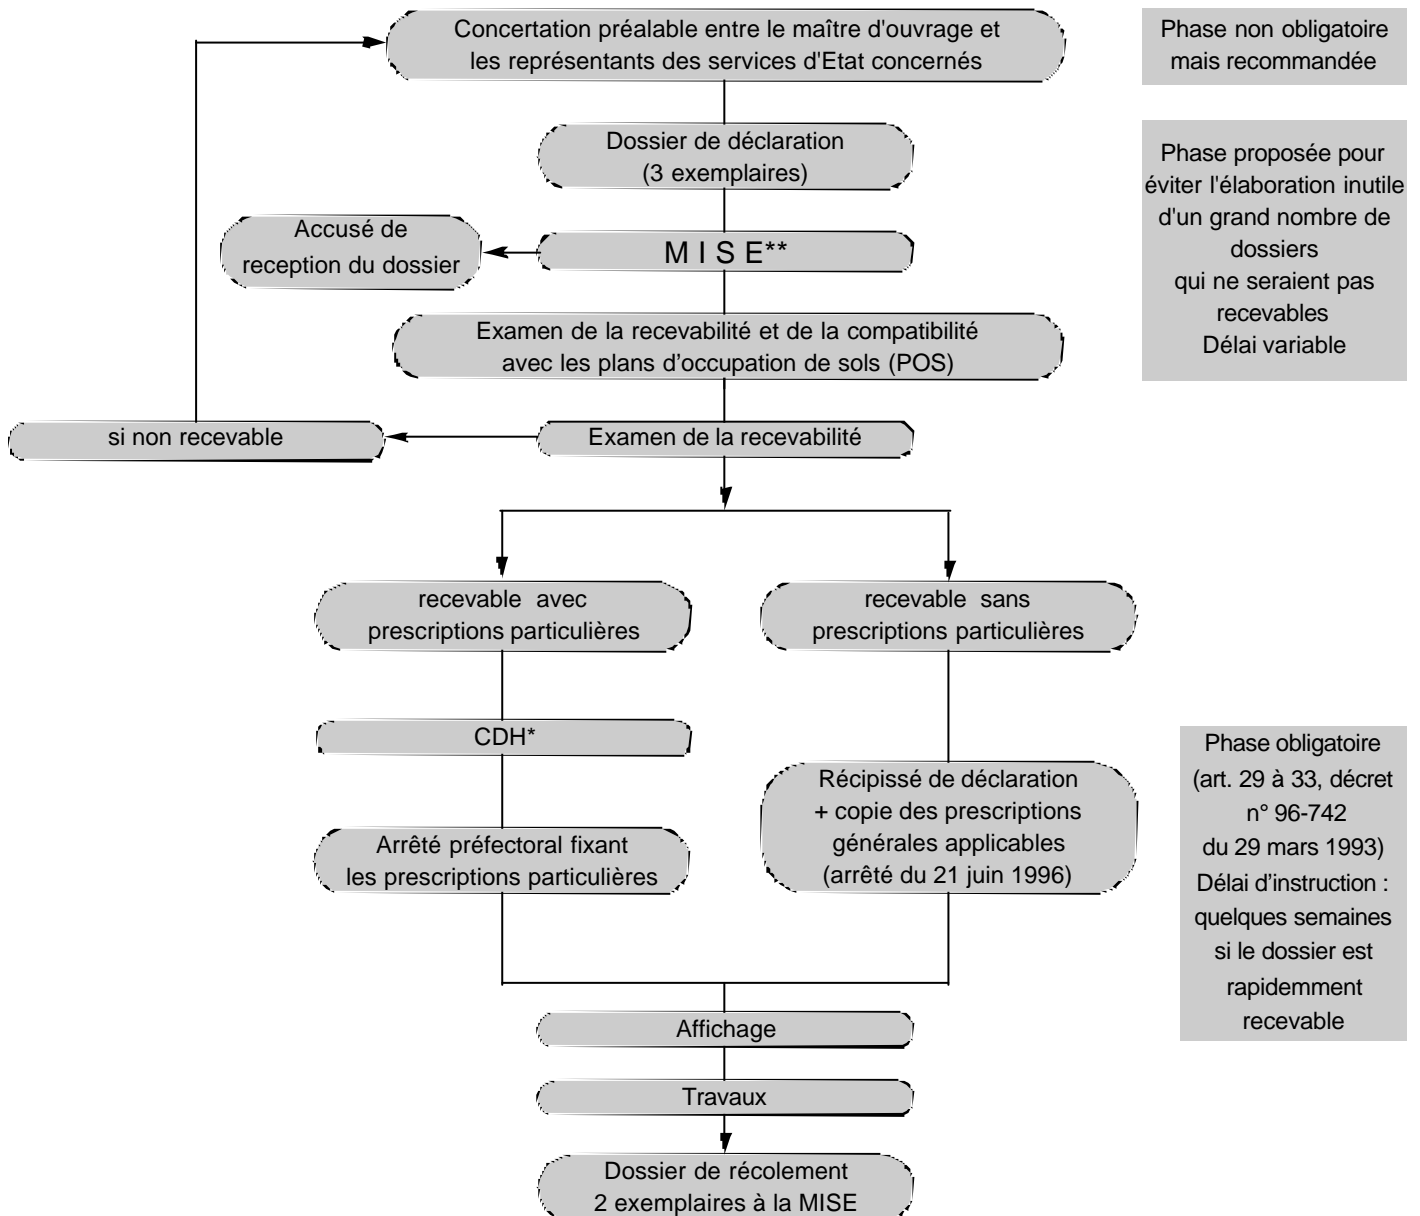 Concertation préalable entre le maître d'ouvrage et
les représentants des services d'Etat concernés
Phase non obligatoire
mais recommandée
Dossier de déclaration
(3 exemplaires)
Phase proposée pour
éviter l'élaboration inutile
d'un grand nombre de
dossiers
qui ne seraient pas
recevables
Délai variable
Accusé de
reception du dossier
M I S E**
Examen de la recevabilité et de la compatibilité
avec les plans d’occupation de sols (POS)
si non recevable
Examen de la recevabilité
recevable avec
prescriptions particulières
recevable sans
prescriptions particulières
CDH*
Arrêté préfectoral fixant
les prescriptions particulières
Récipissé de déclaration
+ copie des prescriptions
générales applicables
(arrêté du 21 juin 1996)
Phase obligatoire
(art. 29 à 33, décret
n° 96-742
du 29 mars 1993)
Délai d’instruction :
quelques semaines
si le dossier est
rapidemment
recevable
Affichage
Travaux
Dossier de récolement
2 exemplaires à la MISE